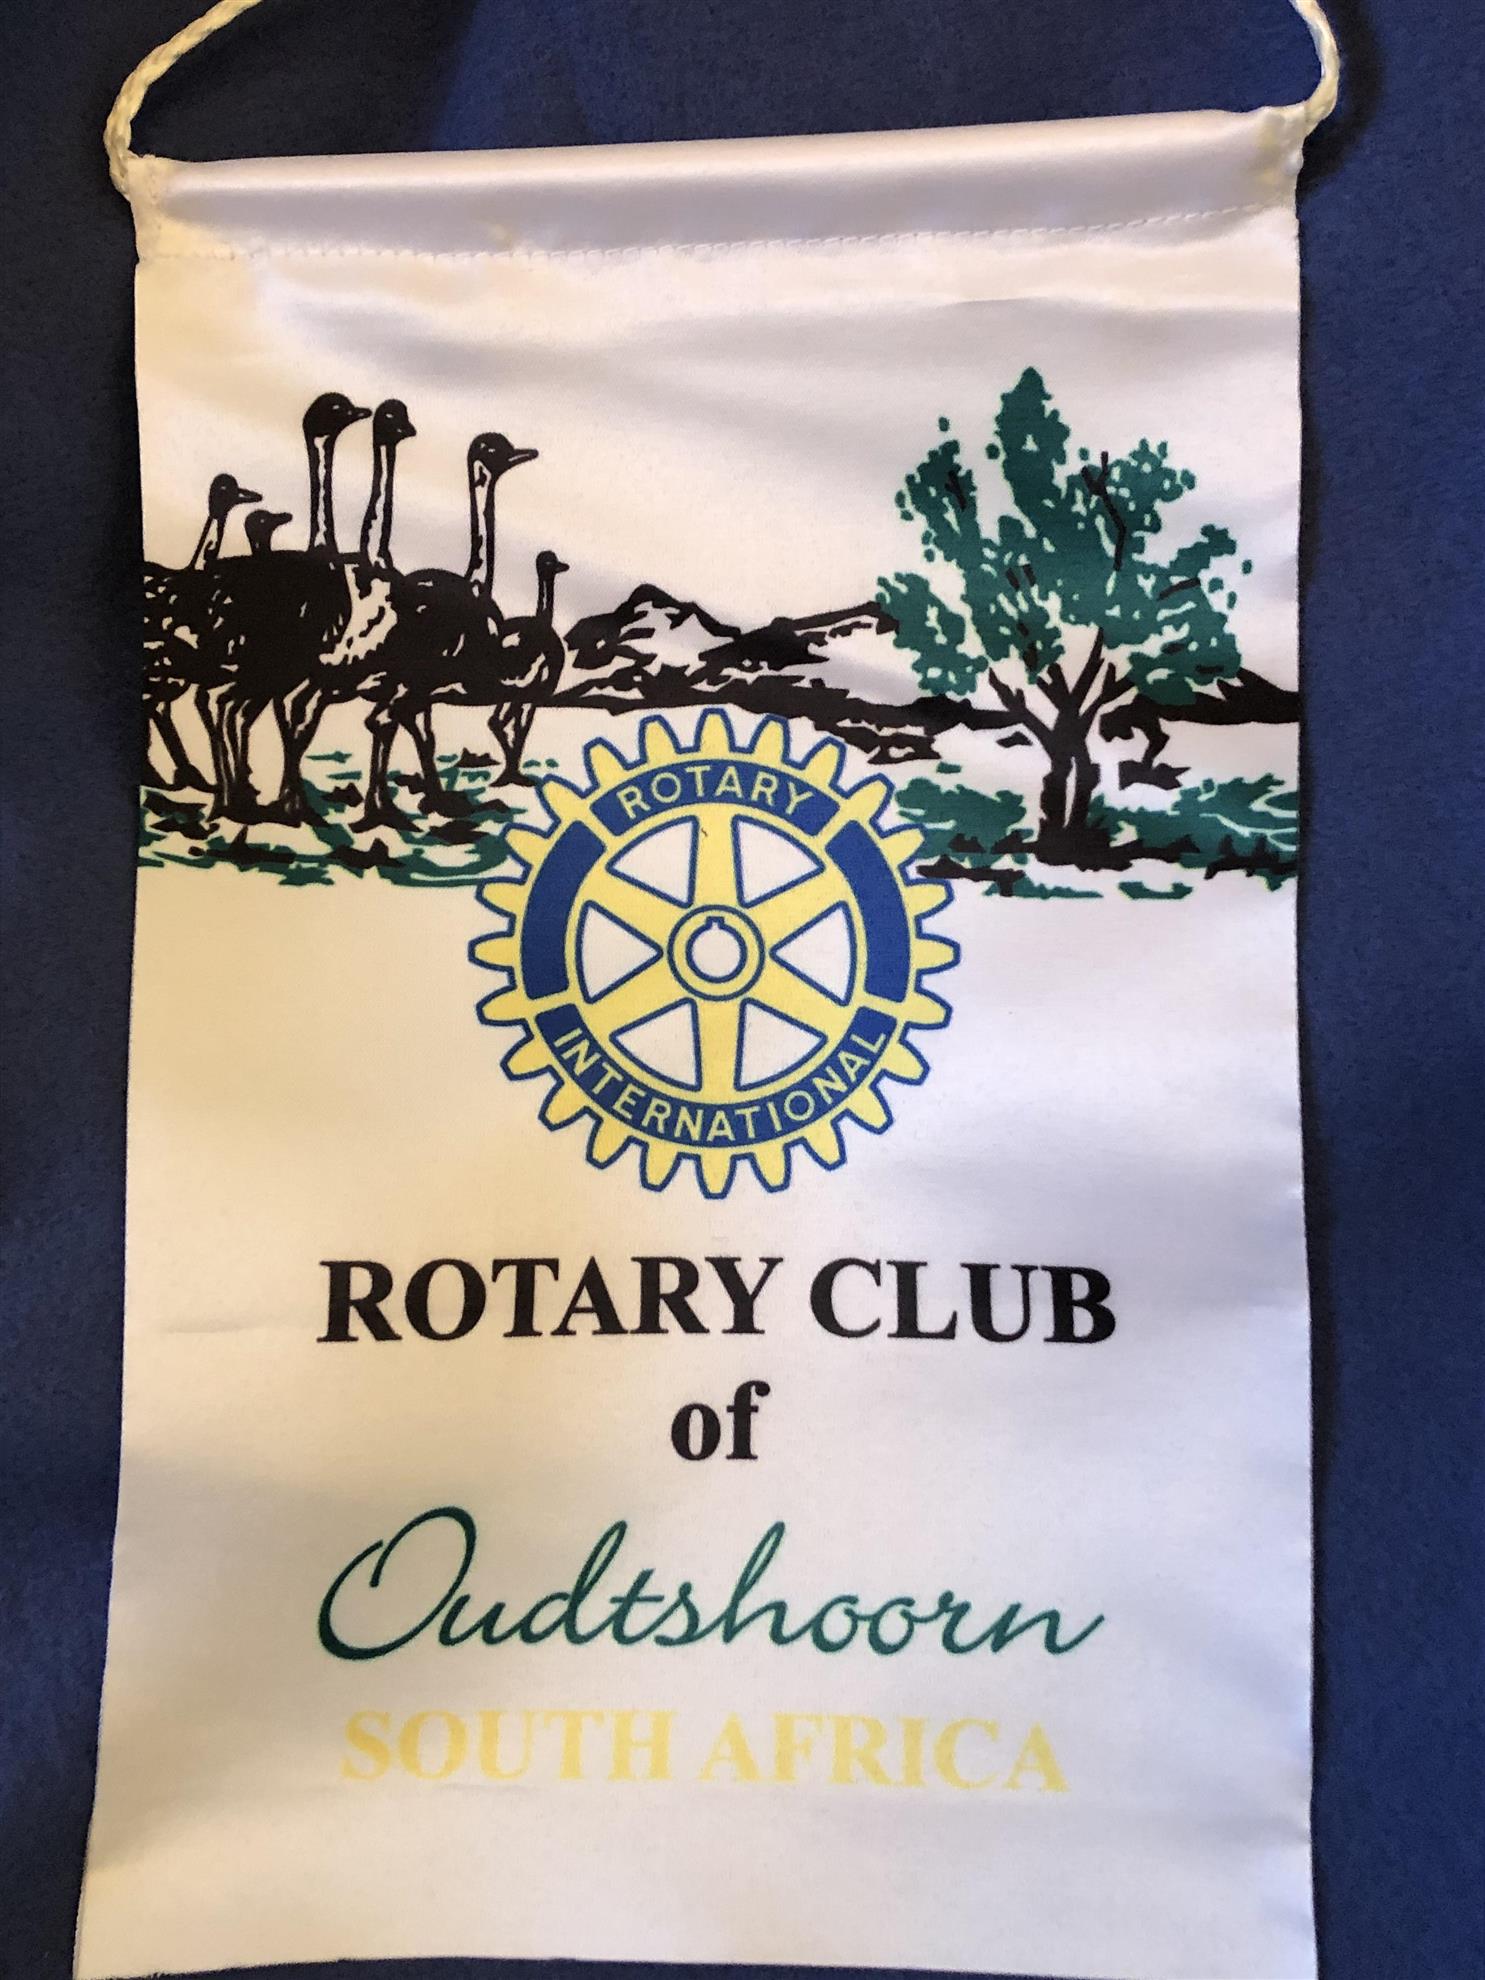 ROTARY
INTERNATIONAL
ROTARY CLUB
of
Oudtshoorn
SOUTH AFRICA